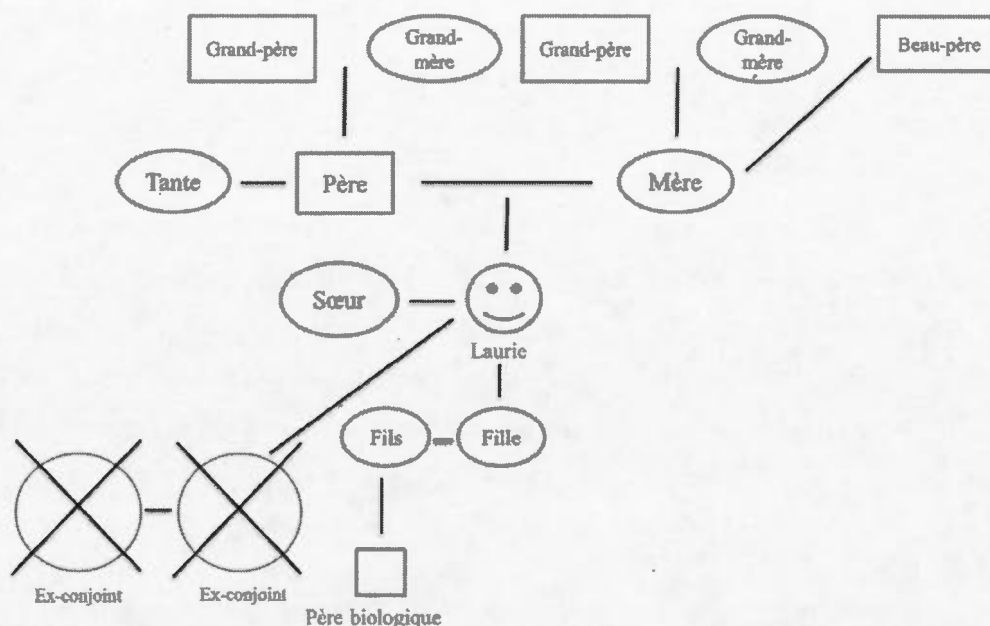 Grand-père
Grand-
mère
Grand-père
Grand-
mère
Beau-père
Tante
Père
Mère
Sœur
Laurie
Fils
Fille
Ex-conjoint
Ex-conjoint
Père biologique